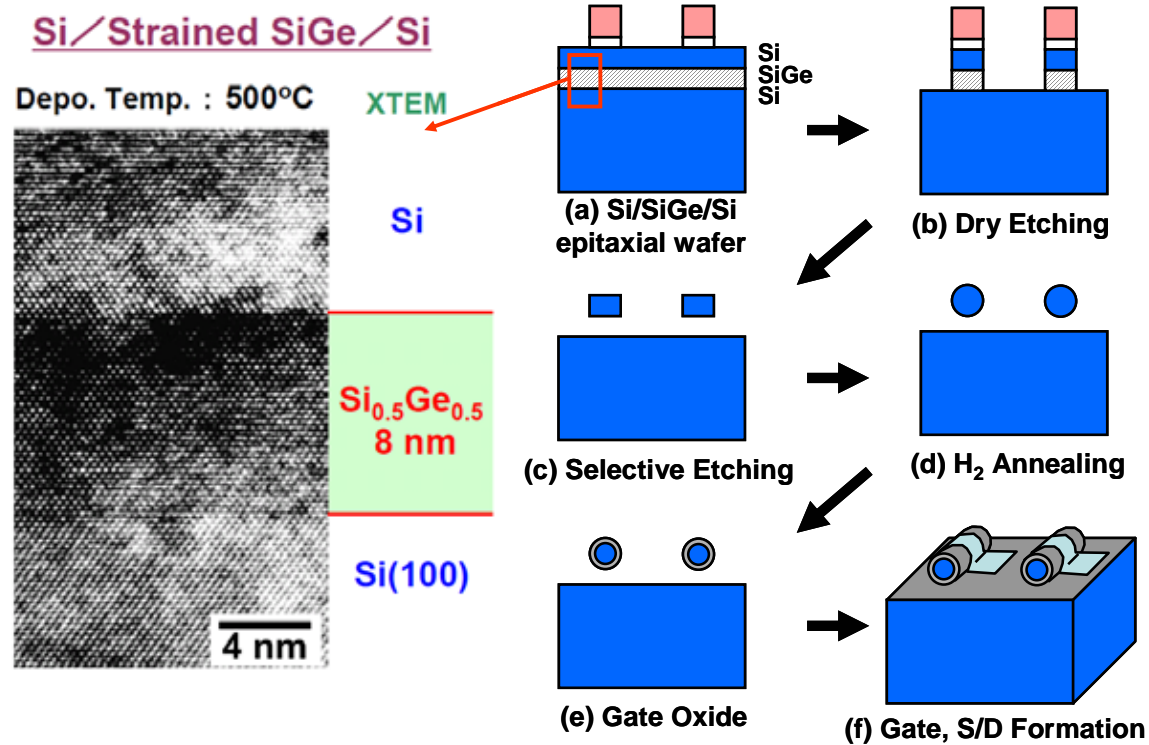 Si／Strained SiGe／Si
Depo. Temp. : 500°C
XTEM
Si
Si0.5Ge0.5
8 nm
Si(100)
4 nm
Si
SiGe
Si
(a) Si/SiGe/Si
epitaxial wafer
(b) Dry Etching
(c) Selective Etching
(d) H2 Annealing
(e) Gate Oxide
(f) Gate, S/D Formation